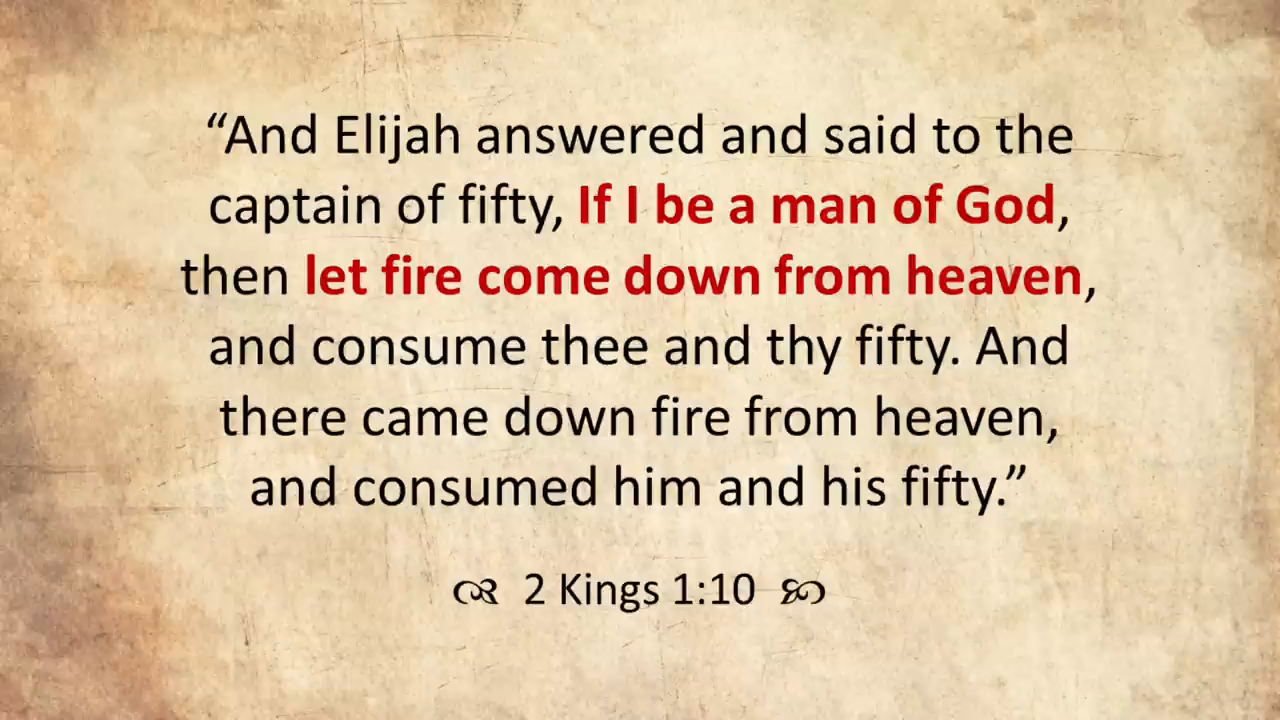 “And Elijah answered and said to the
captain of fifty, If I be a man of God,
then let fire come down from heaven,
and consume thee and thy fifty. And
there came down fire from heaven,
and consumed him and his fifty.”
2 Kings 1:10